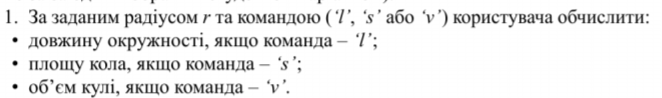 1. За заданим радіусом r та командою (‘l’, ‘s’ або ‘v’) користувача обчислити:
• довжину окружності, якщо команда – ‘l’;
• площу кола, якщо команда – ‘s’;
• об’єм кулі, якщо команда – ‘v’.